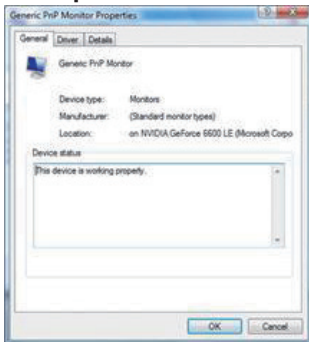 Generic PnP Monitor Properties
General Driver Details
Generic PnP Monitor
Device type: Monitors
Manufacturer: (Standard monitor types)
Location: on NVIDIA GeForce 6600 LE (Microsoft Corpo
Device status
This device is working properly.
OK Cancel